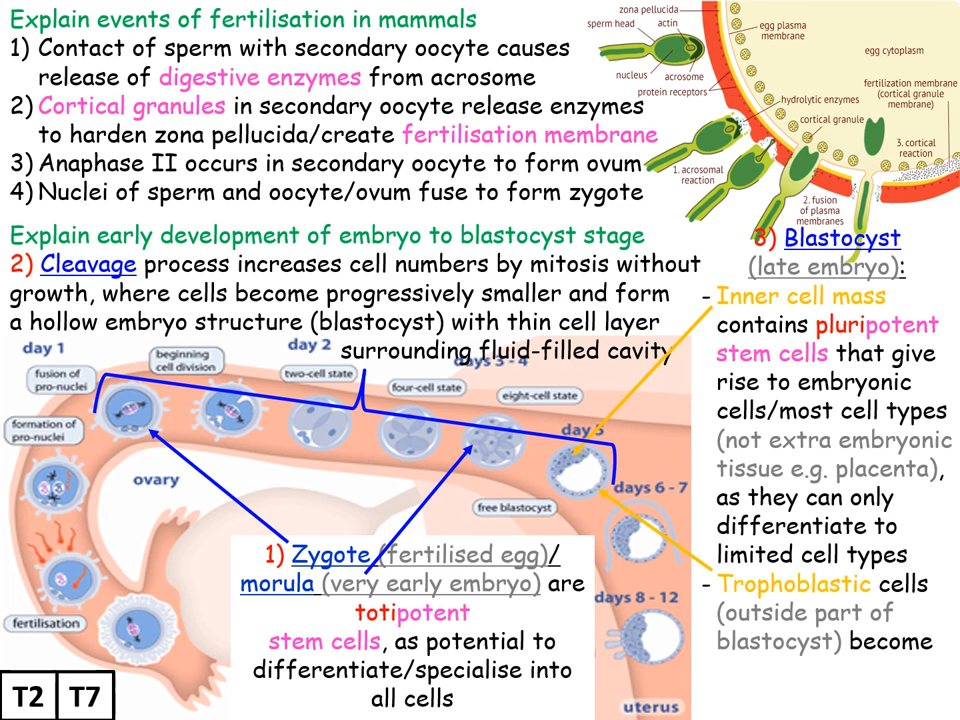 Explain events of fertilisation in mammals
1) Contact of sperm with secondary oocyte causes
release of digestive enzymes from acrosome
2) Cortical granules in secondary oocyte release enzymes
to harden zona pellucida/create fertilisation membrane
3) Anaphase II occurs in secondary oocyte to form ovum
4) Nuclei of sperm and oocyte/ovum fuse to form zygote
zona pellucida
sperm head
actin
egg plasma
membrane
egg cytoplasm
nucleus
acrosome
protein receptors
fertilization membrane
(cortical granule
membrane)
hydrolytic enzymes
cortical granule
3. cortical
reaction
1. acrosomal
reaction
2. fusion
of plasma
membranes
Explain early development of embryo to blastocyst stage
2) Cleavage process increases cell numbers by mitosis without
growth, where cells become progressively smaller and form
a hollow embryo structure (blastocyst) with thin cell layer
surrounding fluid-filled cavity
3) Blastocyst
(late embryo):
- Inner cell mass
contains pluripotent
stem cells that give
rise to embryonic
cells/most cell types
(not extra embryonic
tissue e.g. placenta),
as they can only
differentiate to
limited cell types
- Trophoblastic cells
(outside part of
blastocyst) become
day 1
beginning
cell division
day 2
days 3 - 4
fusion of
pro-nuclei
two-cell state
four-cell state
eight-cell state
formation of
pro-nuclei
day 5
ovary
days 6 - 7
free blastocyst
1) Zygote (fertilised egg)/
morula (very early embryo) are
totipotent
stem cells, as potential to
differentiate/specialise into
all cells
days 8 - 12
fertilisation
uterus
T2 T7